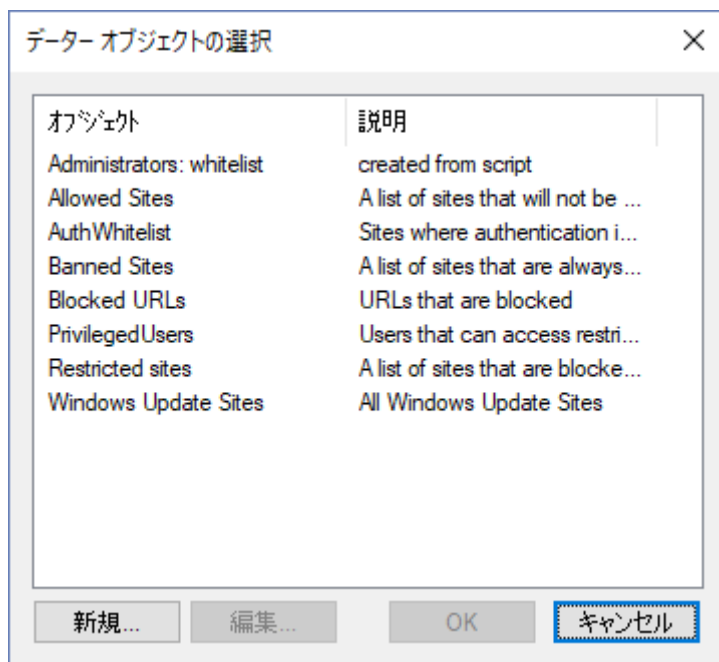 データー オブジェクトの選択
オブジェクト 説明
Administrators: whitelist created from script
Allowed Sites A list of sites that will not be ...
AuthWhitelist Sites where authentication i...
Banned Sites A list of sites that are always...
Blocked URLs URLs that are blocked
PrivilegedUsers Users that can access restri...
Restricted sites A list of sites that are blocke...
Windows Update Sites All Windows Update Sites
新規... 編集... OK キャンセル